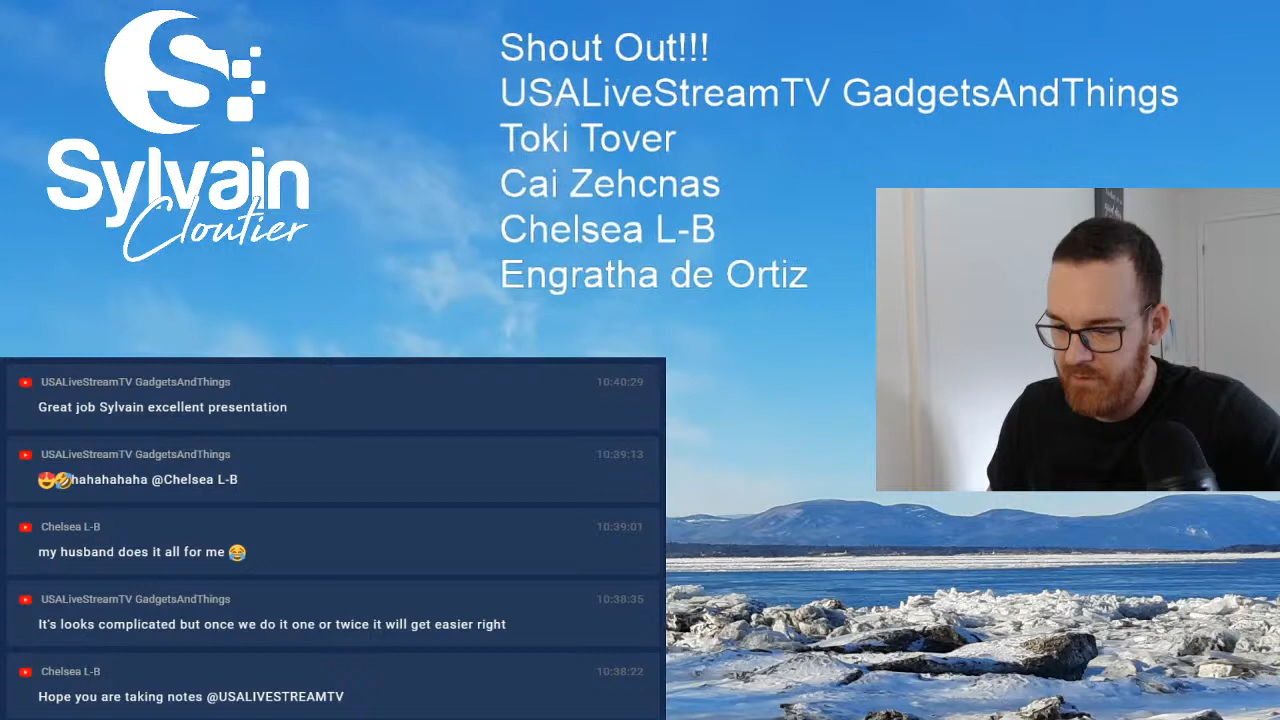 Sylvain
Cloutier
Shout Out!!!
USALiveStreamTV GadgetsAndThings
Toki Tover
Cai Zehcnas
Chelsea L-B
Engratha de Ortiz
USALiveStreamTV GadgetsAndThings 10:40:29
Great job Sylvain excellent presentation
USALiveStreamTV GadgetsAndThings 10:39:13
😍🤣hahahahaha @Chelsea L-B
Chelsea L-B 10:39:01
my husband does it all for me 😂
USALiveStreamTV GadgetsAndThings 10:38:35
It's looks complicated but once we do it one or twice it will get easier right
Chelsea L-B 10:38:22
Hope you are taking notes @USALIVESTREAMTV